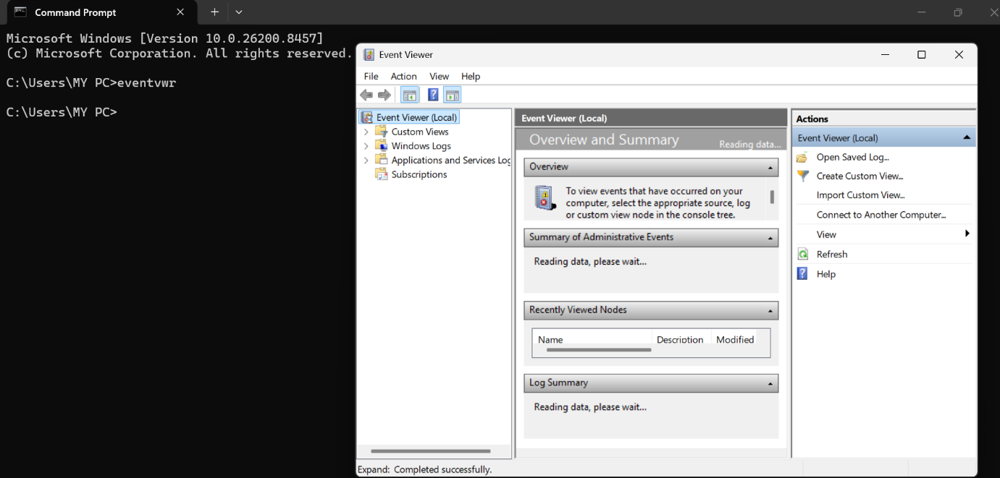 Command Prompt
Microsoft Windows [Version 10.0.26200.8457]
(c) Microsoft Corporation. All rights reserved.
C:\Users\MY PC>eventvwr
C:\Users\MY PC>
Event Viewer
File Action View Help
Event Viewer (Local)
Custom Views
Windows Logs
Applications and Services Log
Subscriptions
Event Viewer (Local)
Overview and Summary
Reading data...
Overview
To view events that have occurred on your
computer, select the appropriate source, log
or custom view node in the console tree.
Summary of Administrative Events
Reading data, please wait...
Recently Viewed Nodes
Name Description Modified
Log Summary
Reading data, please wait...
Actions
Event Viewer (Local)
Open Saved Log...
Create Custom View...
Import Custom View...
Connect to Another Computer...
View
Refresh
Help
Expand: Completed successfully.